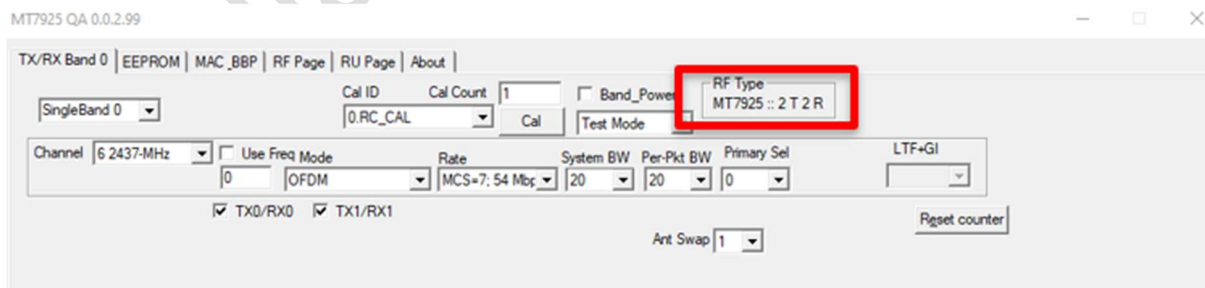 MT7925 QA 0.0.2.99
TX/RX Band 0 EEPROM MAC_BBP RF Page RU Page About
Cal ID Cal Count 1 Band_Power RF Type
SingleBand 0 0.RC_CAL Cal Test Mode MT7925 :: 2 T 2 R
Channel 6 2437-MHz Use Freq Mode Rate System BW Per-Pkt BW Primary Sel LTF+GI
0 OFDM MCS=7; 54 Mbp 20 20 0
TX0/RX0 TX1/RX1 Reset counter
Ant Swap 1